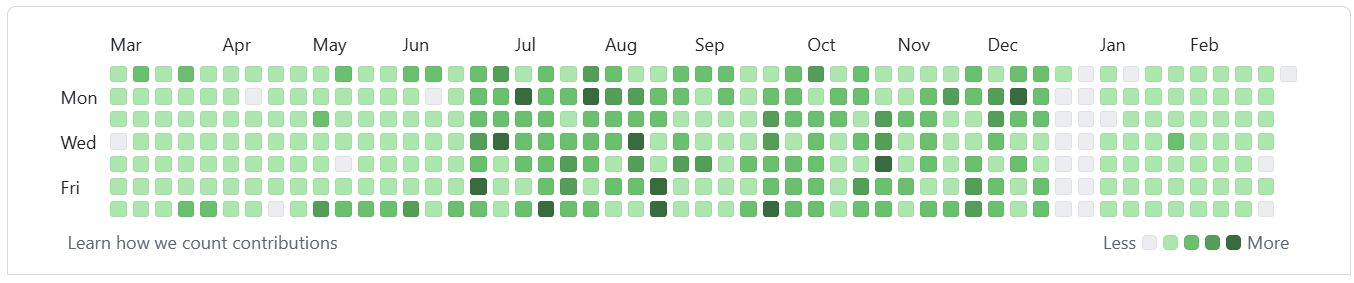 Mar Apr May Jun Jul Aug Sep Oct Nov Dec Jan Feb
Mon
Wed
Fri
Learn how we count contributions Less More